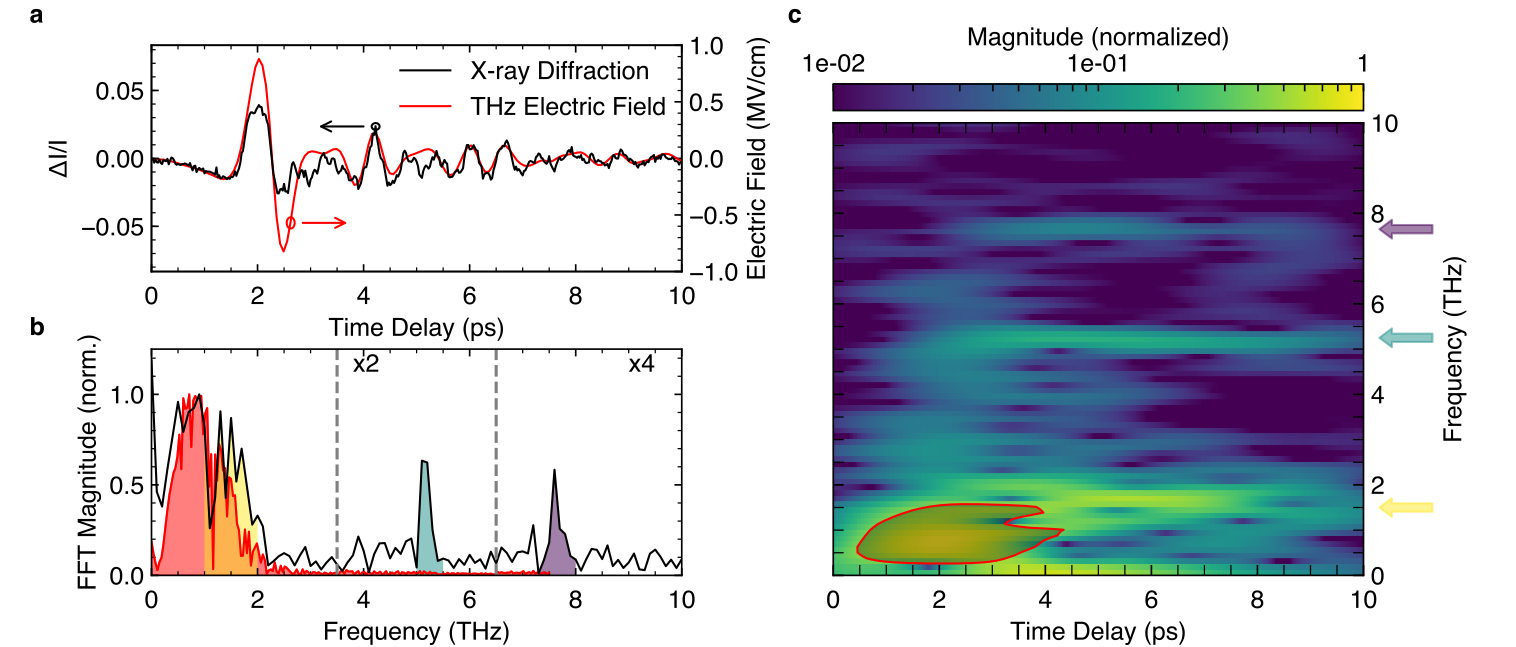 a
1.0
0.5
0.0
−0.5
−1.0
0.05
0.00
−0.05
ΔI/I
Electric Field (MV/cm)
X-ray Diffraction
THz Electric Field
0 2 4 6 8 10
Time Delay (ps)
b
x2 x4
1.0
0.5
0.0
FFT Magnitude (norm.)
0 2 4 6 8 10
Frequency (THz)
c
Magnitude (normalized)
1e-02 1e-01 1
10
8
6
4
2
0
Frequency (THz)
0 2 4 6 8 10
Time Delay (ps)